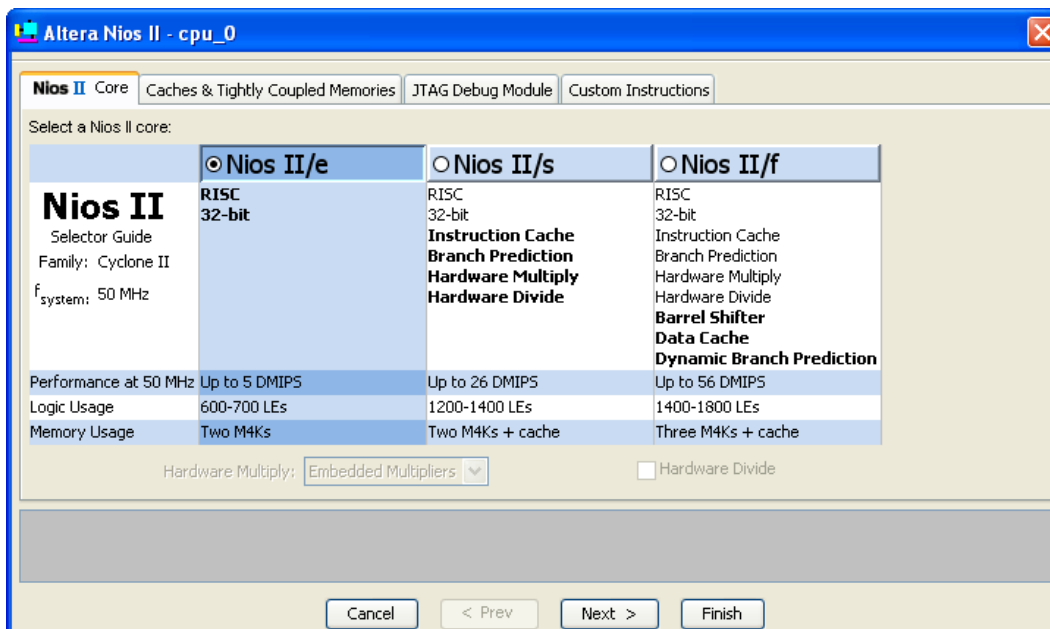 Altera Nios II - cpu_0
Nios II Core Caches & Tightly Coupled Memories JTAG Debug Module Custom Instructions
Select a Nios II core:
Nios II/e Nios II/s Nios II/f
Nios II
Selector Guide
Family: Cyclone II
fsystem: 50 MHz
RISC
32-bit
RISC
32-bit
Instruction Cache
Branch Prediction
Hardware Multiply
Hardware Divide
RISC
32-bit
Instruction Cache
Branch Prediction
Hardware Multiply
Hardware Divide
Barrel Shifter
Data Cache
Dynamic Branch Prediction
Performance at 50 MHz Up to 5 DMIPS Up to 26 DMIPS Up to 56 DMIPS
Logic Usage 600-700 LEs 1200-1400 LEs 1400-1800 LEs
Memory Usage Two M4Ks Two M4Ks + cache Three M4Ks + cache
Hardware Multiply: Embedded Multipliers Hardware Divide
Cancel < Prev Next > Finish